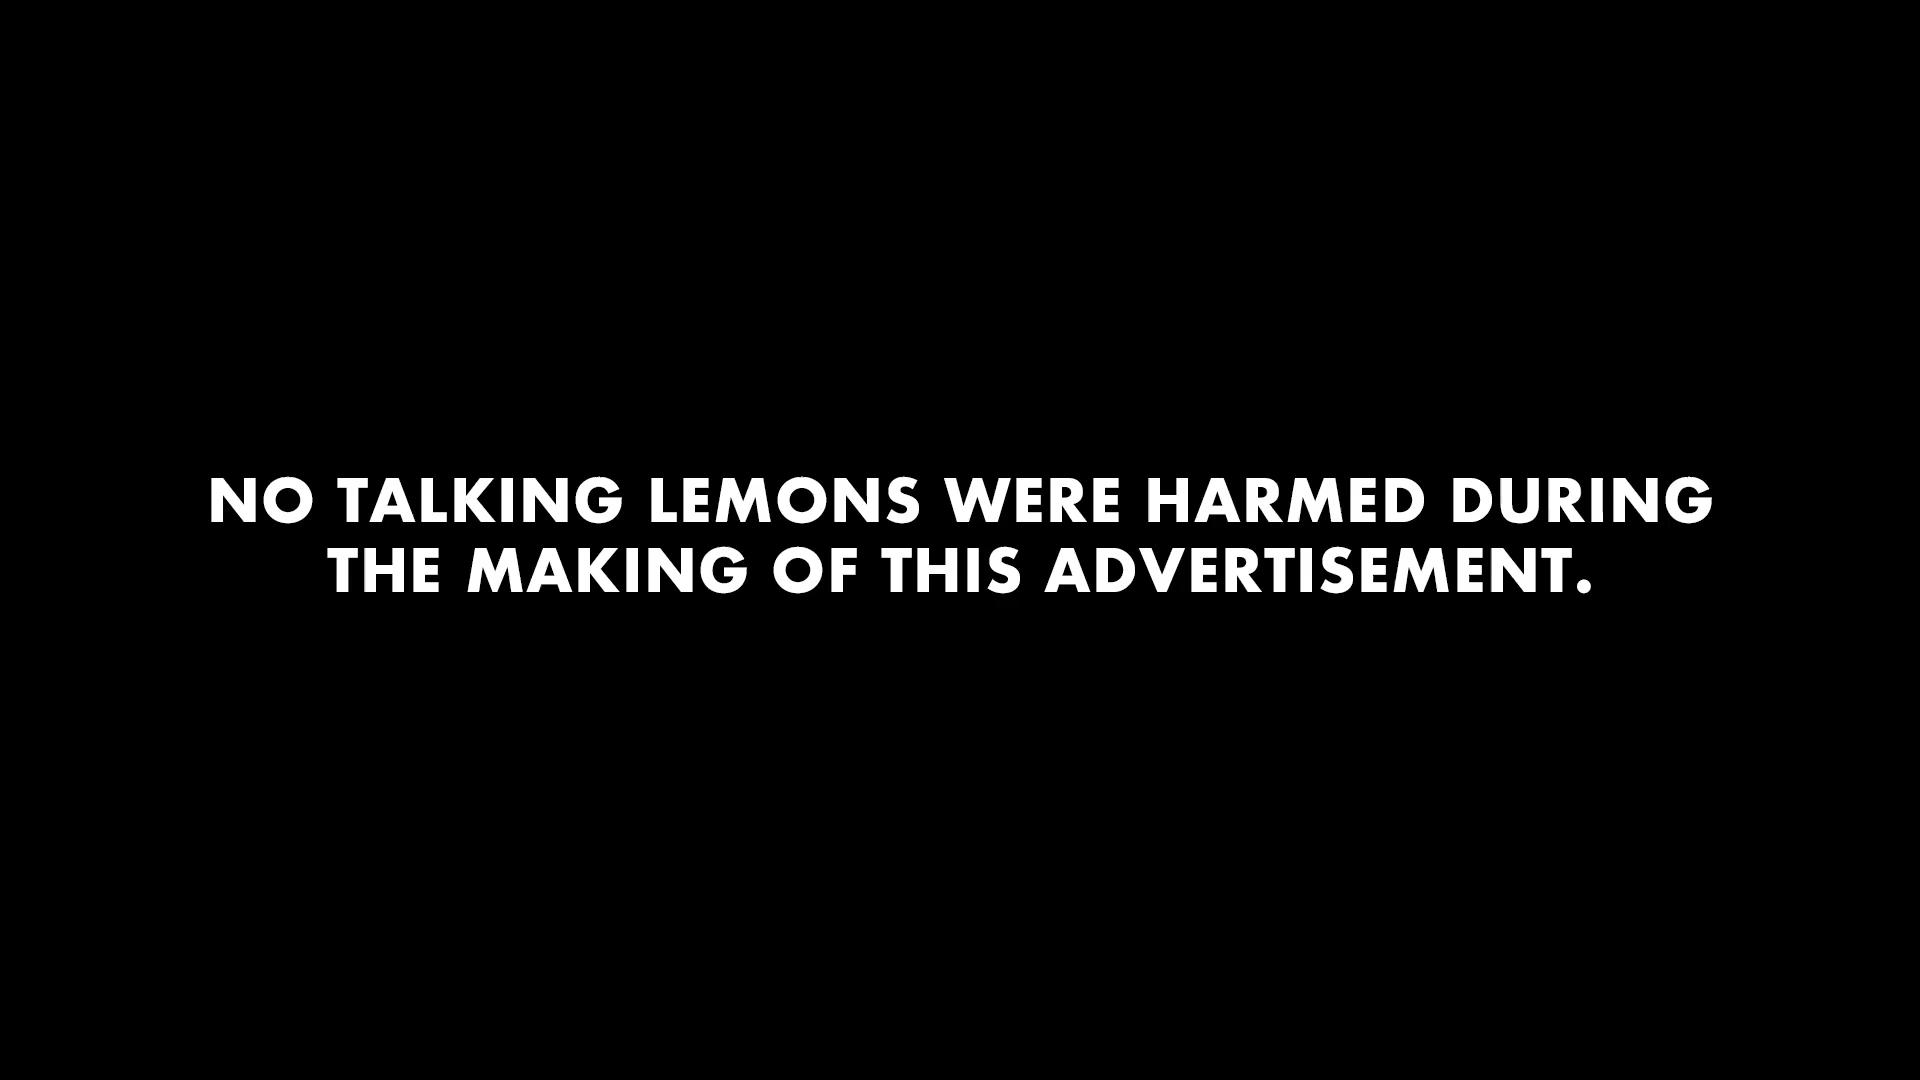 NO TALKING LEMONS WERE HARMED DURING
THE MAKING OF THIS ADVERTISEMENT.